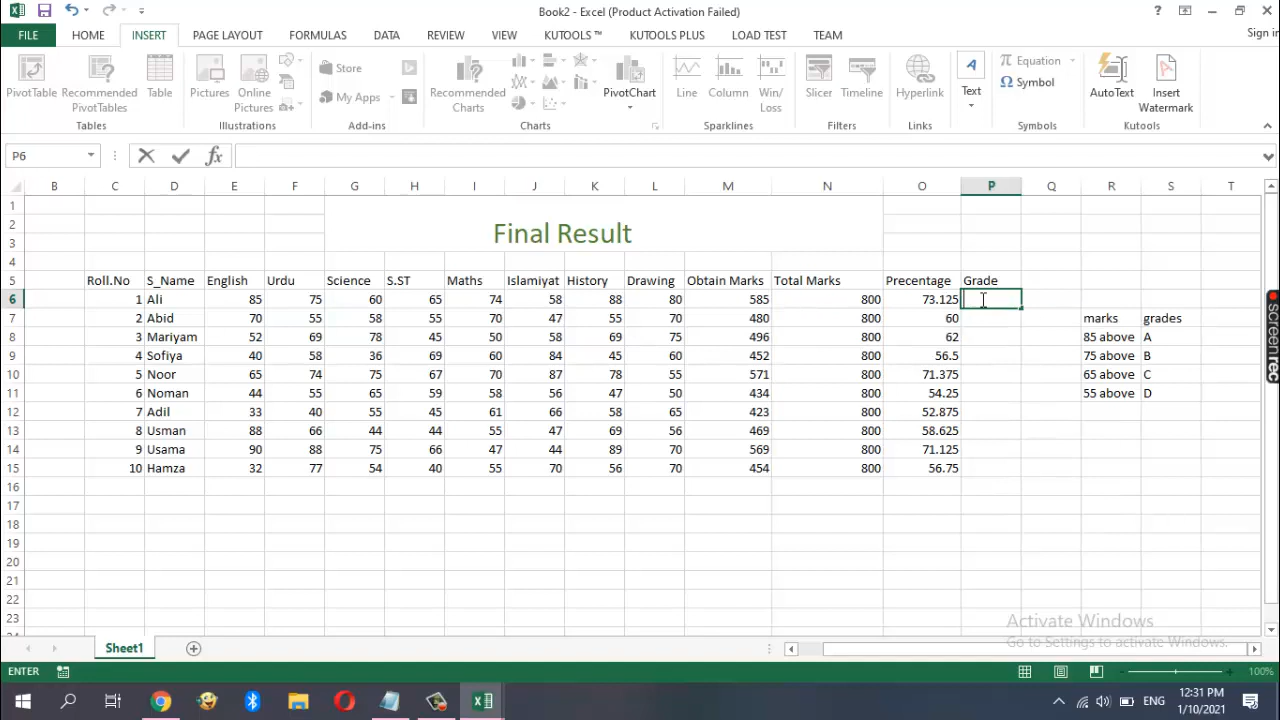 Book2 - Excel (Product Activation Failed) ?
Sign in
FILE HOME INSERT PAGE LAYOUT FORMULAS DATA REVIEW VIEW KUTOOLS ™ KUTOOLS PLUS LOAD TEST TEAM
PivotTable Recommended PivotTables Table
Tables
Pictures Online Pictures
Illustrations
Store
My Apps
Add-ins
Recommended Charts PivotChart
Charts
Line Column Win/Loss
Sparklines
Slicer Timeline
Filters
Hyperlink
Links
Text
Equation
Symbol
Symbols
AutoText Insert Watermark
Kutools
P6 fx
B C D E F G H I J K L M N O P Q R S T
1
2 Final Result
3
4
5 Roll.No S_Name English Urdu Science S.ST Maths Islamiyat History Drawing Obtain Marks Total Marks Precentage Grade
6 1 Ali 85 75 60 65 74 58 88 80 585 800 73.125
7 2 Abid 70 55 58 55 70 47 55 70 480 800 60 marks grades
8 3 Mariyam 52 69 78 45 50 58 69 75 496 800 62 85 above A
9 4 Sofiya 40 58 36 69 60 84 45 60 452 800 56.5 75 above B
10 5 Noor 65 74 75 67 70 87 78 55 571 800 71.375 65 above C
11 6 Noman 44 55 65 59 58 56 47 50 434 800 54.25 55 above D
12 7 Adil 33 40 55 45 61 66 58 65 423 800 52.875
13 8 Usman 88 66 44 44 55 47 69 56 469 800 58.625
14 9 Usama 90 88 75 66 47 44 89 70 569 800 71.125
15 10 Hamza 32 77 54 40 55 70 56 70 454 800 56.75
16
17
18
19
20
21
22
23
Activate Windows
Go to Settings to activate Windows.
screenrec
Sheet1
ENTER 100%
ENG 12:31 PM
1/10/2021